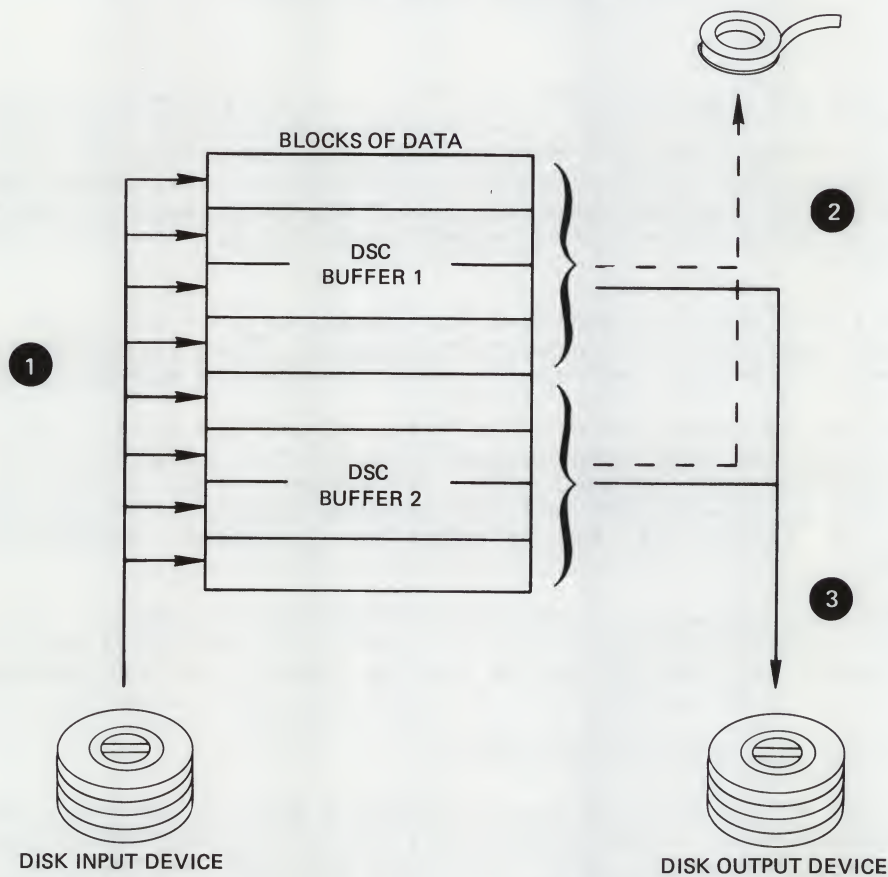 BLOCKS OF DATA
2
DSC
BUFFER 1
1
DSC
BUFFER 2
3
DISK INPUT DEVICE
DISK OUTPUT DEVICE